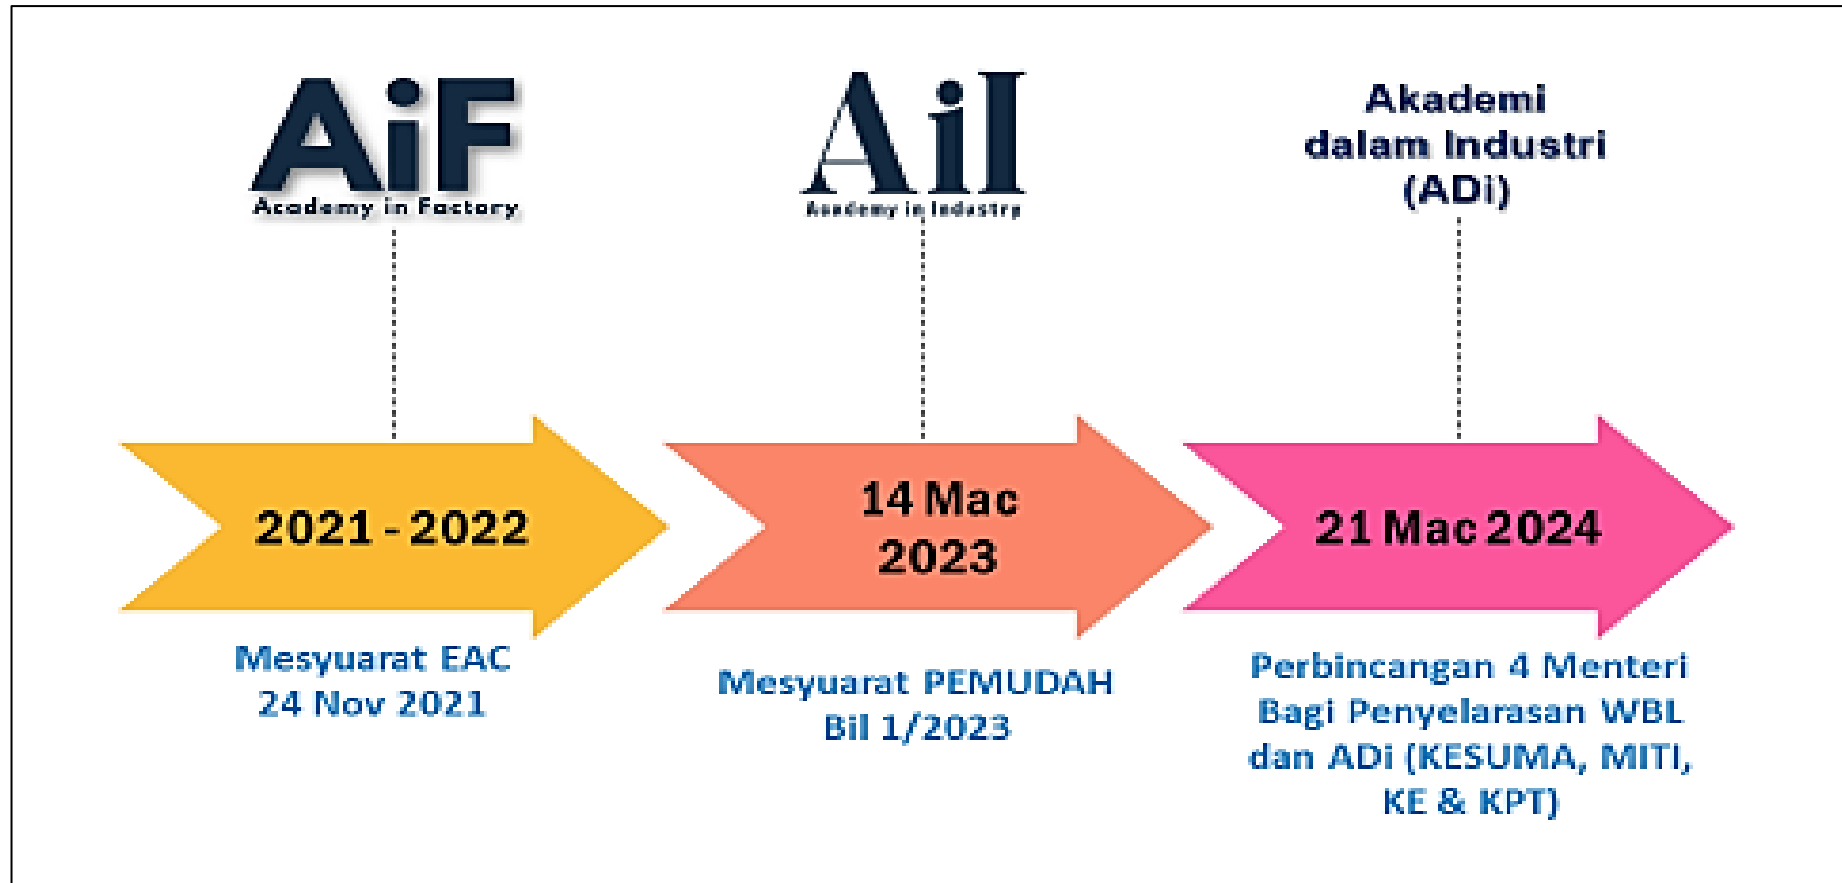 AiF
Academy in Factory
AiI
Academy in Industry
Akademi
dalam Industri
(ADi)
2021 - 2022
14 Mac
2023
21 Mac 2024
Mesyuarat EAC
24 Nov 2021
Mesyuarat PEMUDAH
Bil 1/2023
Perbincangan 4 Menteri
Bagi Penyelarasan WBL
dan ADi (KESUMA, MITI,
KE & KPT)